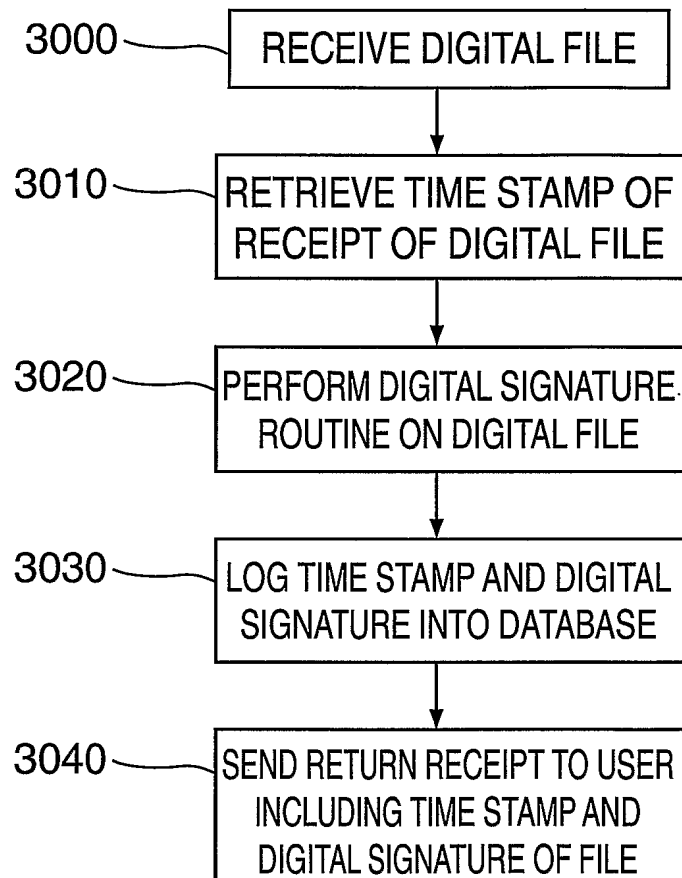 3000
RECEIVE DIGITAL FILE
3010
RETRIEVE TIME STAMP OF
RECEIPT OF DIGITAL FILE
3020
PERFORM DIGITAL SIGNATURE
ROUTINE ON DIGITAL FILE
3030
LOG TIME STAMP AND DIGITAL
SIGNATURE INTO DATABASE
3040
SEND RETURN RECEIPT TO USER
INCLUDING TIME STAMP AND
DIGITAL SIGNATURE OF FILE